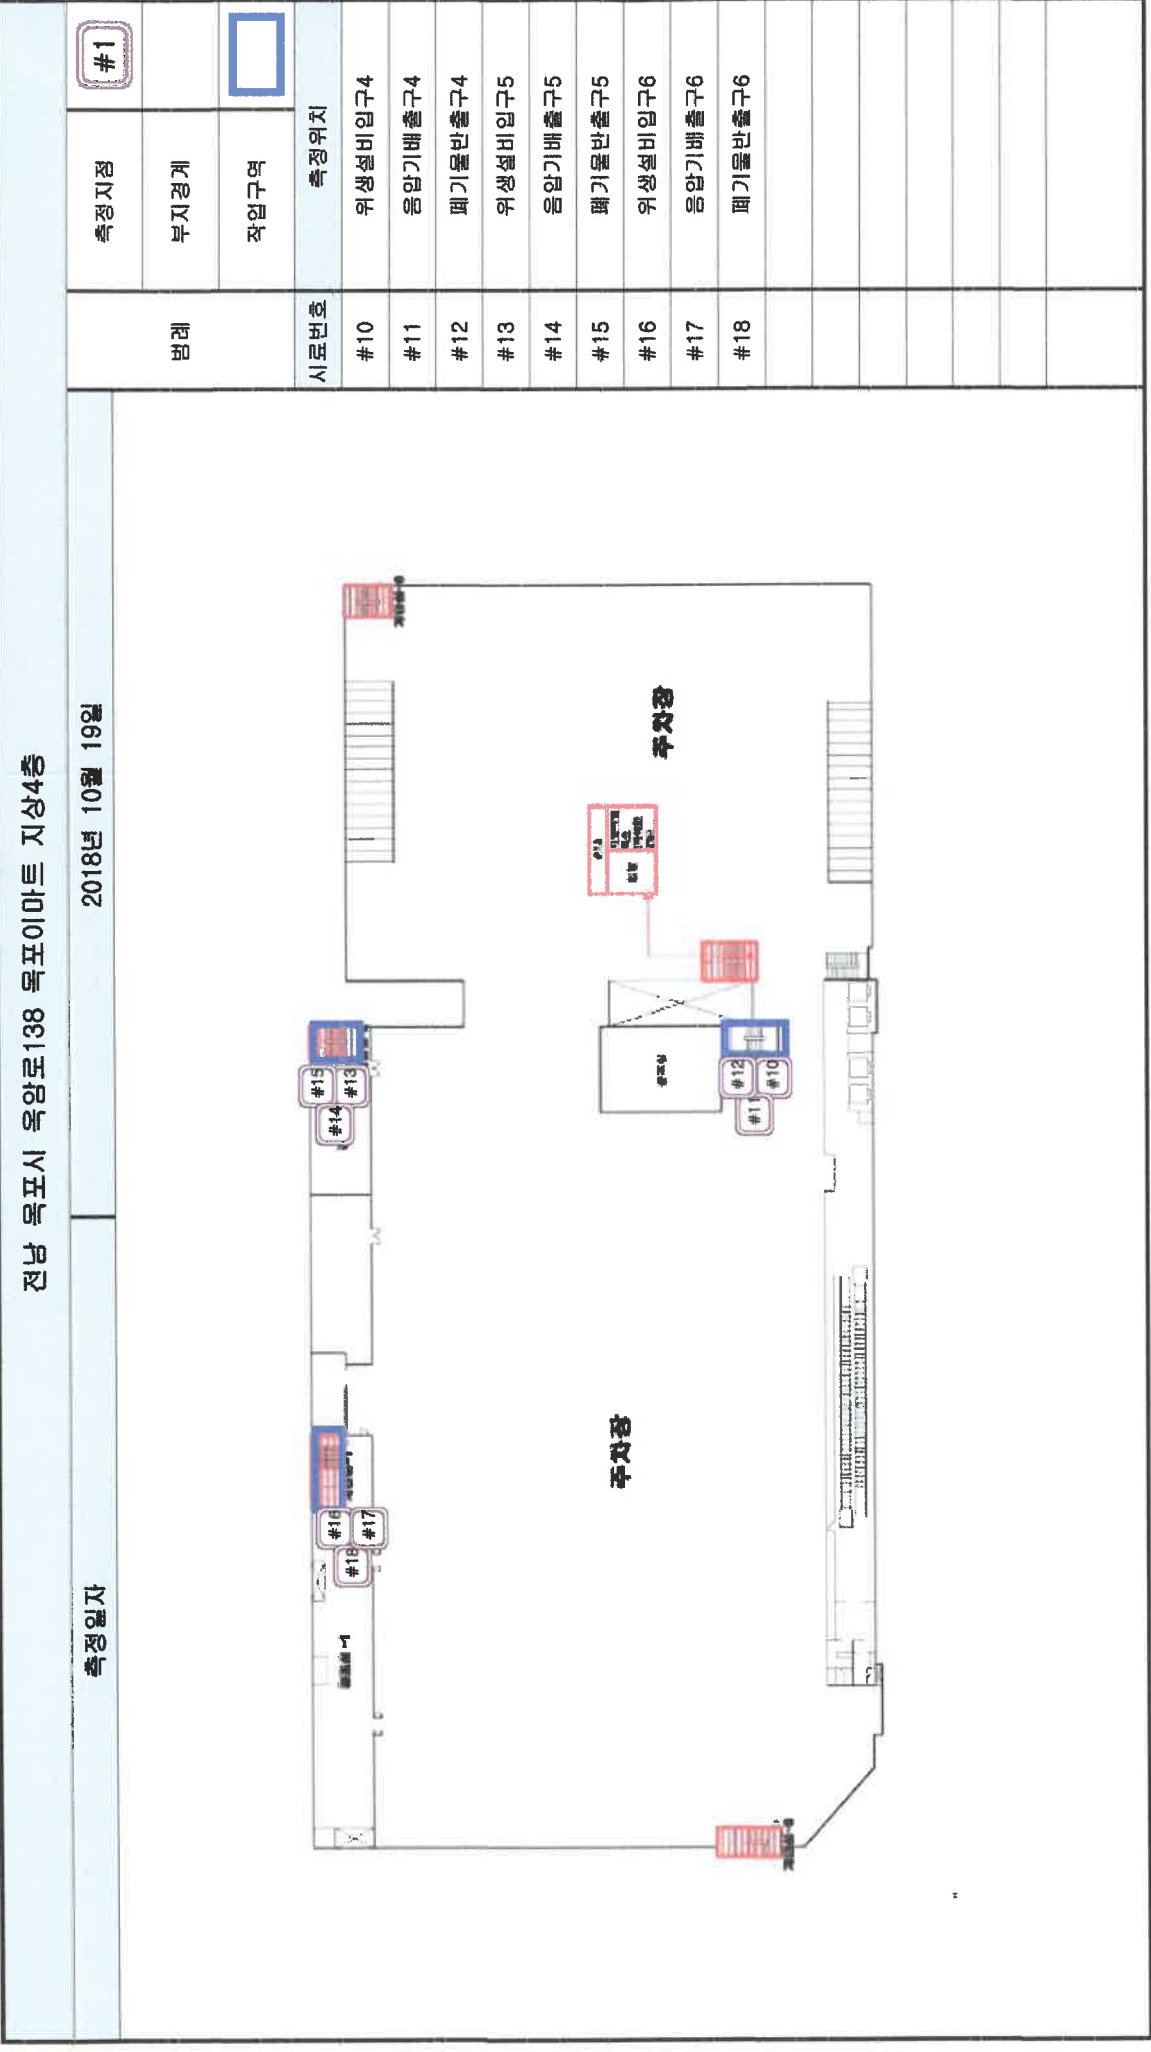 전남 목포시 옥암로138 목포이마트 지상4층
측정일자 2018년 10월 19일
범례
측정지점 #1
부지경계
작업구역
시료번호 측정위치
#10 위생설비입구4
#11 음압기배출구4
#12 폐기물반출구4
#13 위생설비입구5
#14 음압기배출구5
#15 폐기물반출구5
#16 위생설비입구6
#17 음압기배출구6
#18 폐기물반출구6
#15
#13
#14
#16
#17
#18
#12
#10
#11
주차장
주차장